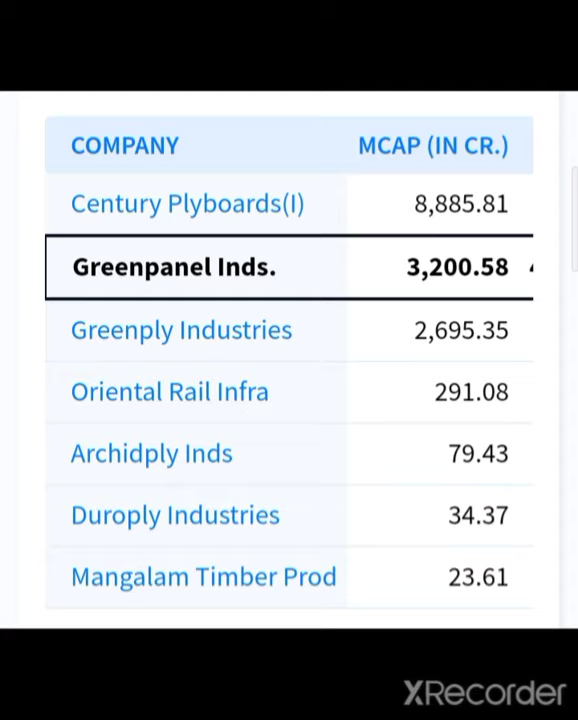 COMPANY MCAP (IN CR.)
Century Plyboards(I) 8,885.81
Greenpanel Inds. 3,200.58
Greenply Industries 2,695.35
Oriental Rail Infra 291.08
Archidply Inds 79.43
Duroply Industries 34.37
Mangalam Timber Prod 23.61
XRecorder